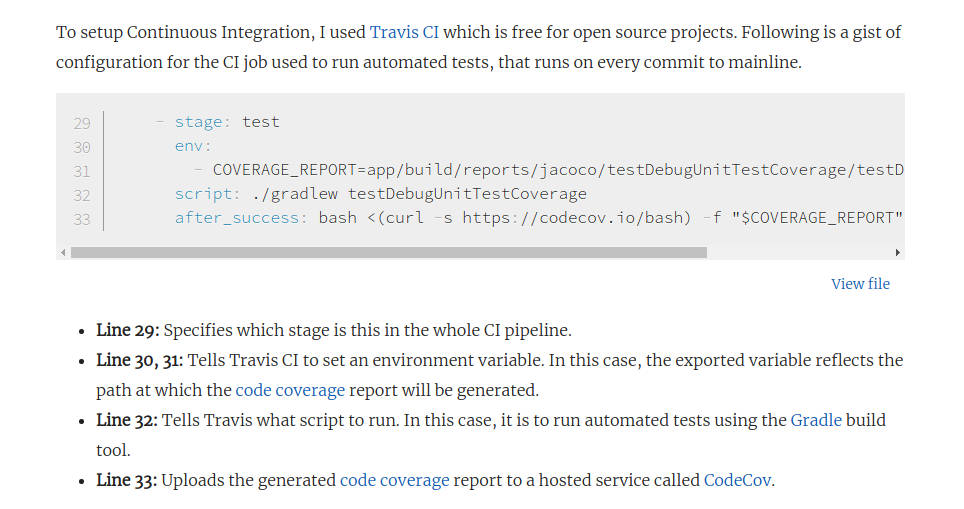 To setup Continuous Integration, I used Travis CI which is free for open source projects. Following is a gist of
configuration for the CI job used to run automated tests, that runs on every commit to mainline.
29 - stage: test
30 env:
31 - COVERAGE_REPORT=app/build/reports/jacoco/testDebugUnitTestCoverage/testD
32 script: ./gradlew testDebugUnitTestCoverage
33 after_success: bash <(curl -s https://codecov.io/bash) -f "$COVERAGE_REPORT"
View file
• Line 29: Specifies which stage is this in the whole CI pipeline.
• Line 30, 31: Tells Travis CI to set an environment variable. In this case, the exported variable reflects the
path at which the code coverage report will be generated.
• Line 32: Tells Travis what script to run. In this case, it is to run automated tests using the Gradle build
tool.
• Line 33: Uploads the generated code coverage report to a hosted service called CodeCov.